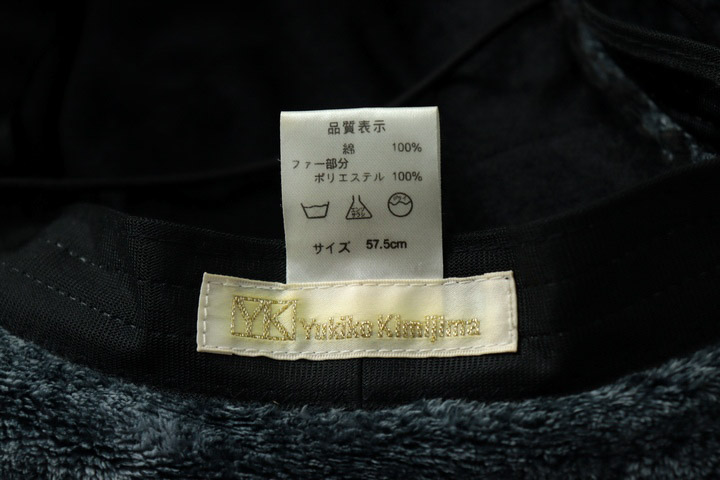 品質表示
綿 100%
ファー部分
ポリエステル 100%
サイズ 57.5cm
YK Yukiko Kimijima